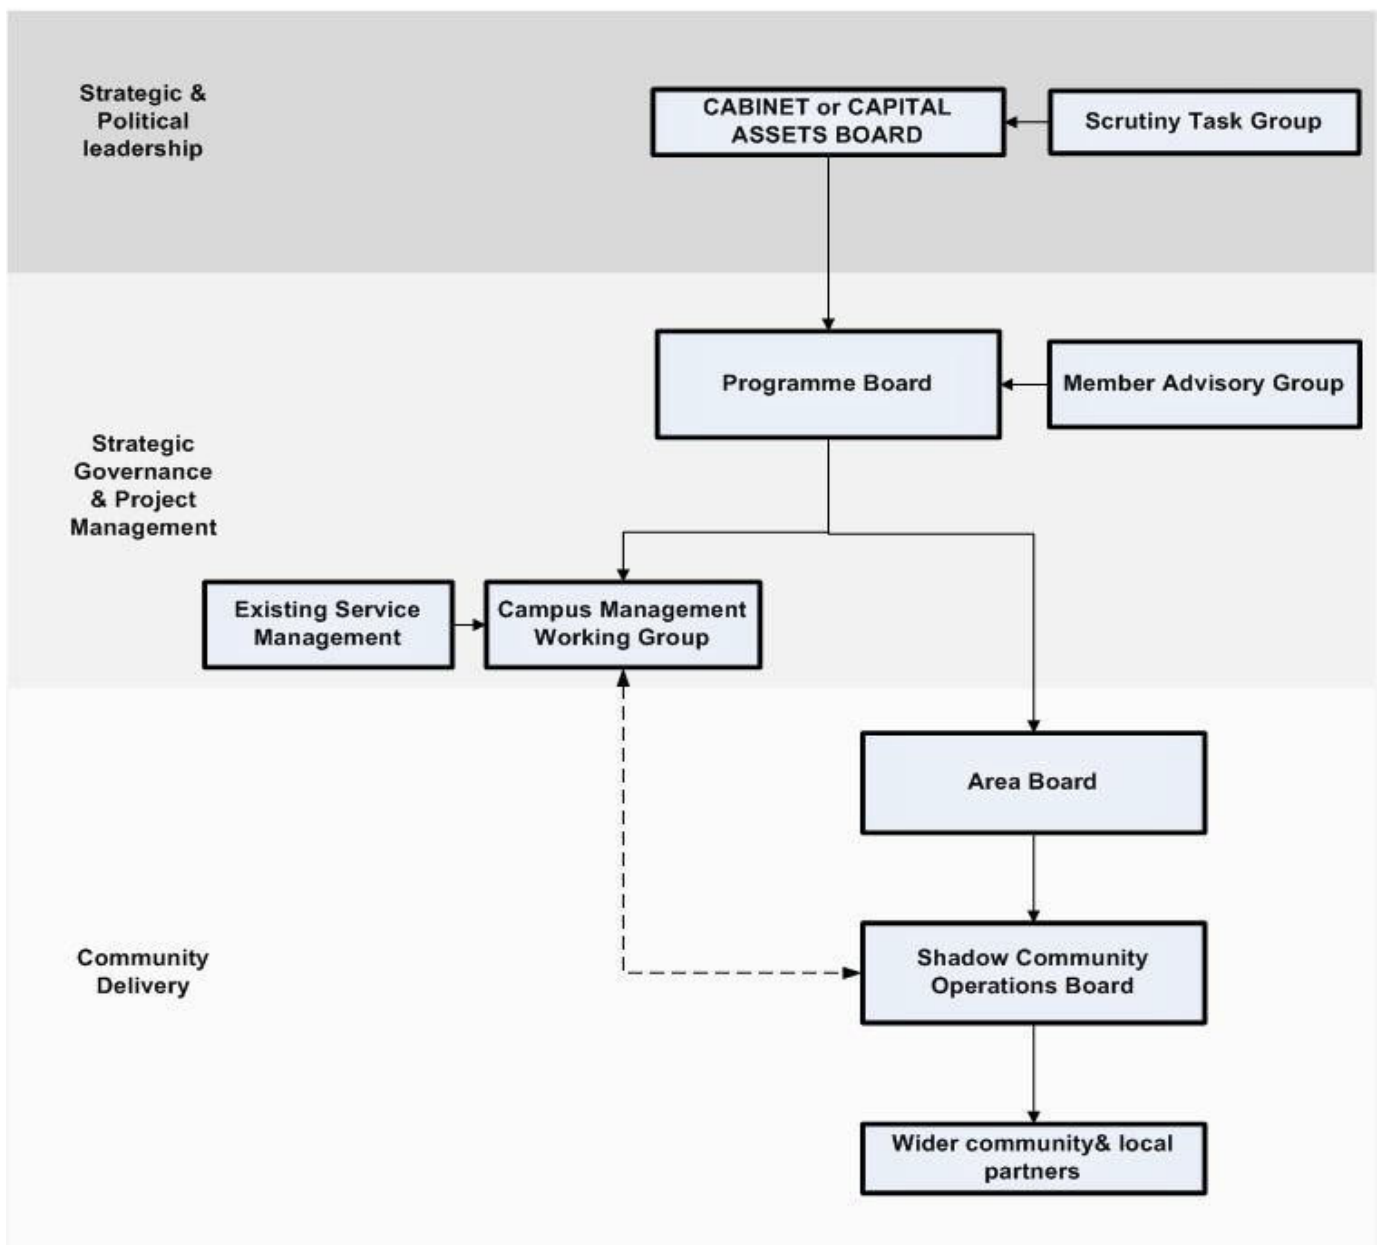 Strategic &
Political
leadership
CABINET or CAPITAL
ASSETS BOARD
Scrutiny Task Group
Programme Board
Member Advisory Group
Strategic
Governance
& Project
Management
Existing Service
Management
Campus Management
Working Group
Area Board
Community
Delivery
Shadow Community
Operations Board
Wider community& local
partners